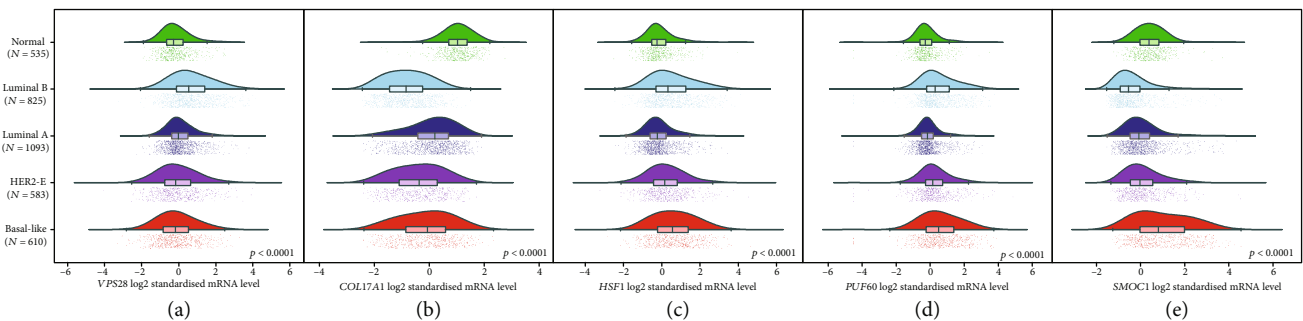 Normal
(N = 535)
Luminal B
(N = 825)
Luminal A
(N = 1093)
HER2-E
(N = 583)
Basal-like
(N = 610)
p < 0.0001
p < 0.0001
p < 0.0001
p < 0.0001
p < 0.0001
−6 −4 −2 0 2 4 6
−4 −2 0 2 4
−4 −2 0 2 4 6
−6 −4 −2 0 2 4 6
−2 0 2 4 6
VPS28 log2 standardised mRNA level
COL17A1 log2 standardised mRNA level
HSF1 log2 standardised mRNA level
PUF60 log2 standardised mRNA level
SMOC1 log2 standardised mRNA level
(a)
(b)
(c)
(d)
(e)